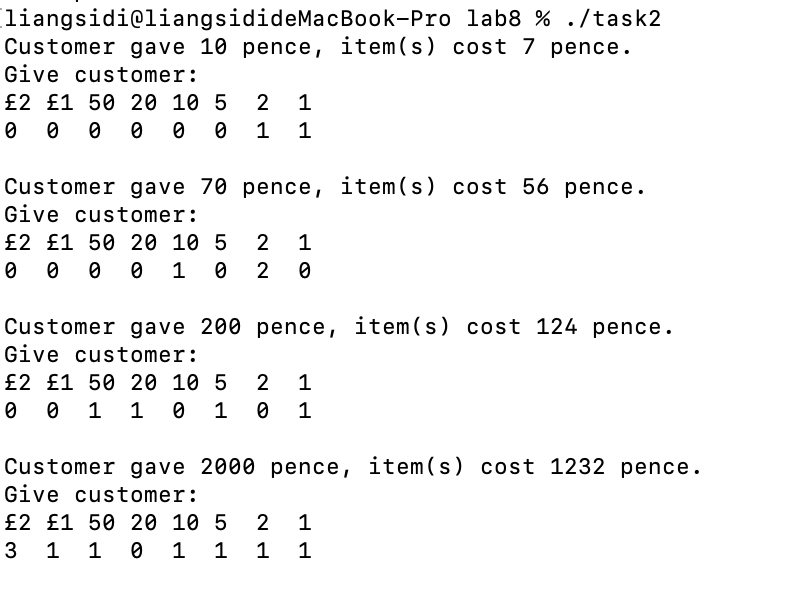 liangsidi@liangsidideMacBook-Pro lab8 % ./task2
Customer gave 10 pence, item(s) cost 7 pence.
Give customer:
£2 £1 50 20 10 5  2  1
0  0  0  0  0  0  1  1
Customer gave 70 pence, item(s) cost 56 pence.
Give customer:
£2 £1 50 20 10 5  2  1
0  0  0  0  1  0  2  0
Customer gave 200 pence, item(s) cost 124 pence.
Give customer:
£2 £1 50 20 10 5  2  1
0  0  1  1  0  1  0  1
Customer gave 2000 pence, item(s) cost 1232 pence.
Give customer:
£2 £1 50 20 10 5  2  1
3  1  1  0  1  1  1  1